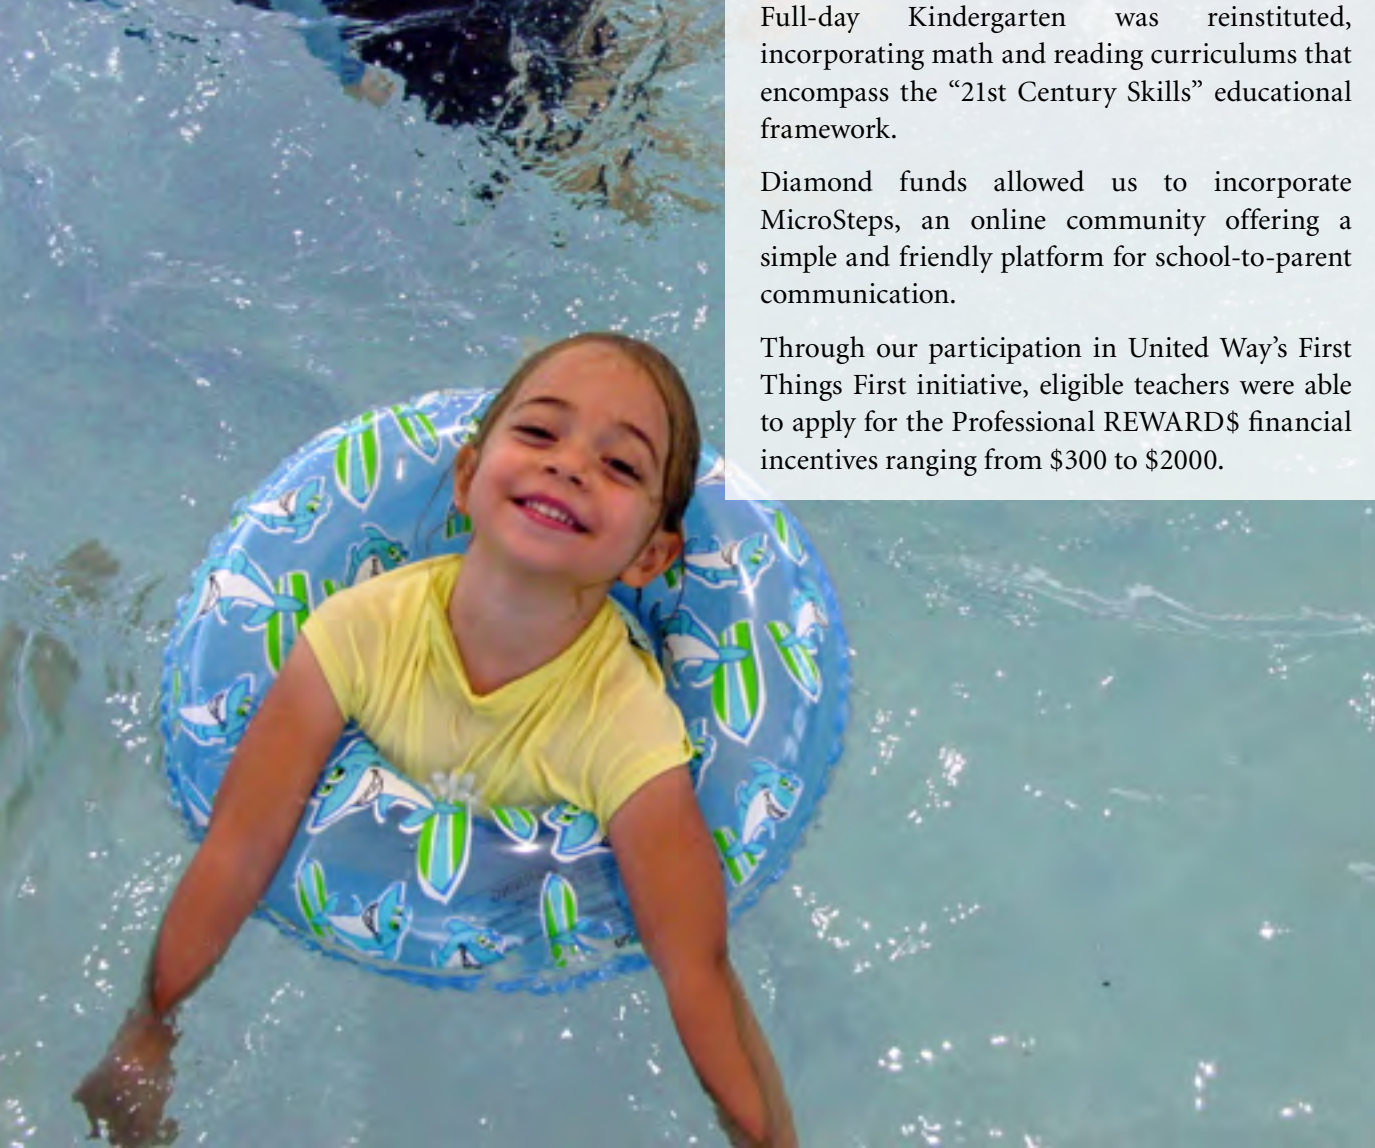 Full-day Kindergarten was reinstituted,
incorporating math and reading curriculums that
encompass the “21st Century Skills” educational
framework.
Diamond funds allowed us to incorporate
MicroSteps, an online community offering a
simple and friendly platform for school-to-parent
communication.
Through our participation in United Way’s First
Things First initiative, eligible teachers were able
to apply for the Professional REWARD$ financial
incentives ranging from $300 to $2000.